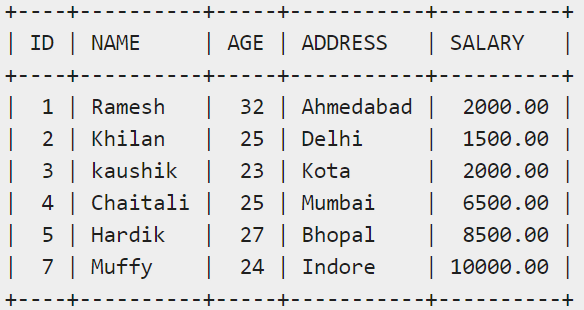 +----+----------+-----+-----------+----------+
| ID | NAME     | AGE | ADDRESS   | SALARY   |
+----+----------+-----+-----------+----------+
|  1 | Ramesh   |  32 | Ahmedabad |  2000.00 |
|  2 | Khilan   |  25 | Delhi     |  1500.00 |
|  3 | kaushik  |  23 | Kota      |  2000.00 |
|  4 | Chaitali |  25 | Mumbai    |  6500.00 |
|  5 | Hardik   |  27 | Bhopal    |  8500.00 |
|  7 | Muffy    |  24 | Indore    | 10000.00 |
+----+----------+-----+-----------+----------+